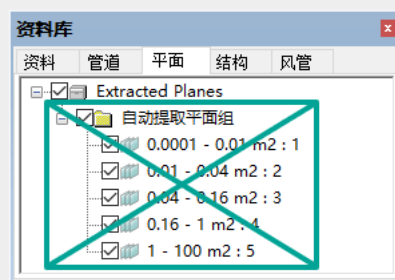 资料库
资料 管道 平面 结构 风管
Extracted Planes
自动提取平面组
0.0001 - 0.01 m2 : 1
0.01 - 0.04 m2 : 2
0.04 - 0.16 m2 : 3
0.16 - 1 m2 : 4
1 - 100 m2 : 5